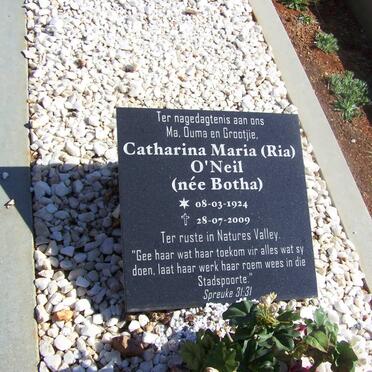 Ter nagedagtenis aan ons
Ma, Ouma en Grootjie,
Catharina Maria (Ria)
O'Neil
(née Botha)
08-03-1924
28-07-2009
Ter ruste in Natures Valley.
"Gee haar wat haar toekom vir alles wat sy
doen, laat haar werk haar roem wees in die
Stadspoorte."
Spreuke 31:31